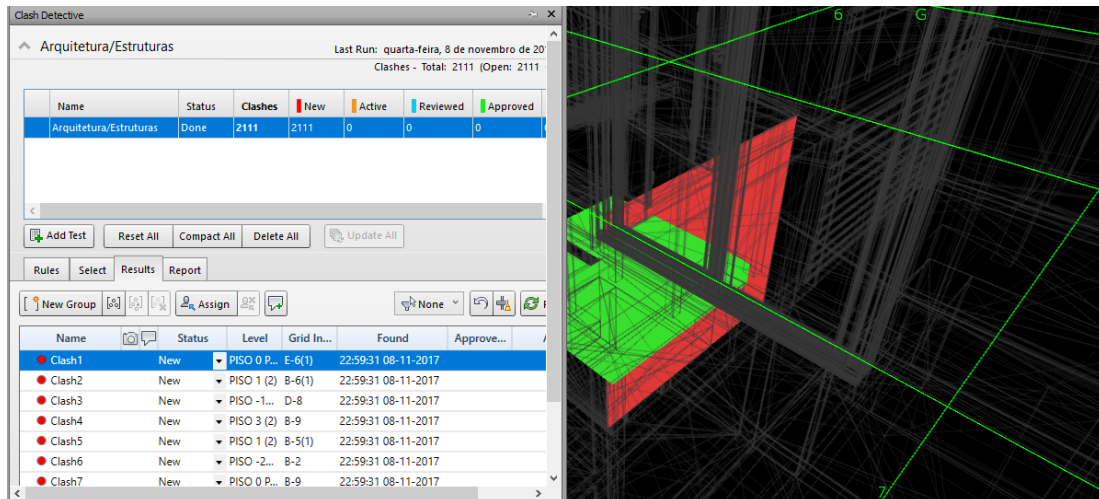 Clash Detective
Arquitetura/Estruturas
Last Run: quarta-feira, 8 de novembro de 20
Clashes - Total: 2111 (Open: 2111
Name Status Clashes New Active Reviewed Approved
Arquitetura/Estruturas Done 2111 2111 0 0 0
Add Test Reset All Compact All Delete All Update All
Rules Select Results Report
New Group Assign None
Name Status Level Grid In... Found Approve...
Clash1 New PISO 0 P... E-6(1) 22:59:31 08-11-2017
Clash2 New PISO 1 (2) B-6(1) 22:59:31 08-11-2017
Clash3 New PISO -1... D-8 22:59:31 08-11-2017
Clash4 New PISO 3 (2) B-9 22:59:31 08-11-2017
Clash5 New PISO 1 (2) B-5(1) 22:59:31 08-11-2017
Clash6 New PISO -2... B-2 22:59:31 08-11-2017
Clash7 New PISO 0 P... B-9 22:59:31 08-11-2017
6 G
7